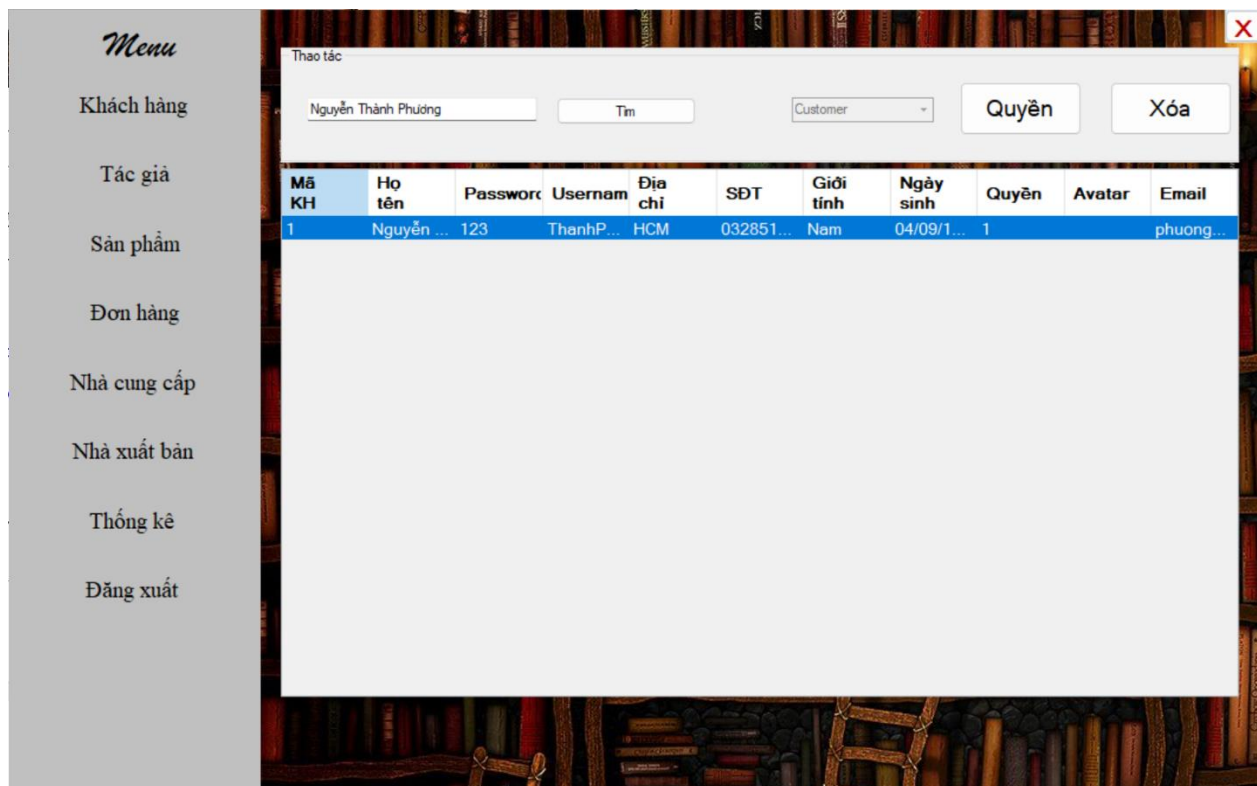 Menu
Khách hàng
Tác giả
Sản phẩm
Đơn hàng
Nhà cung cấp
Nhà xuất bản
Thống kê
Đăng xuất
X
Thao tác
Nguyễn Thành Phương Tìm Customer Quyền Xóa
Mã KH Họ tên Password Usernam Địa chỉ SĐT Giới tính Ngày sinh Quyền Avatar Email
1 Nguyễn ... 123 ThanhP... HCM 032851... Nam 04/09/1... 1 phuong...